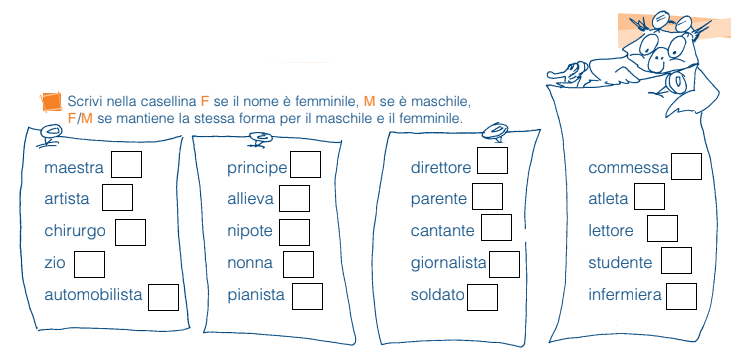 Scrivi nella casellina F se il nome è femminile, M se è maschile,
F/M se mantiene la stessa forma per il maschile e il femminile.
maestra
artista
chirurgo
zio
automobilista
principe
allieva
nipote
nonna
pianista
direttore
parente
cantante
giornalista
soldato
commessa
atleta
lettore
studente
infermiera